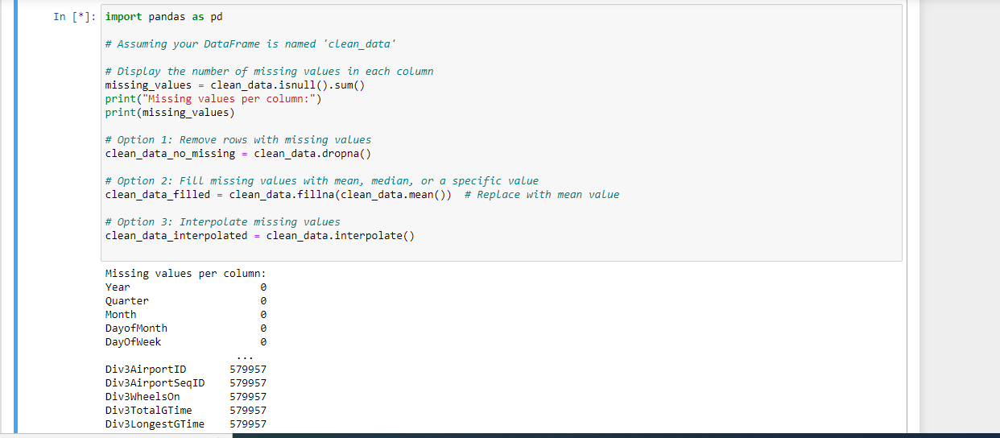 In [*]: import pandas as pd
# Assuming your DataFrame is named 'clean_data'
# Display the number of missing values in each column
missing_values = clean_data.isnull().sum()
print("Missing values per column:")
print(missing_values)
# Option 1: Remove rows with missing values
clean_data_no_missing = clean_data.dropna()
# Option 2: Fill missing values with mean, median, or a specific value
clean_data_filled = clean_data.fillna(clean_data.mean())  # Replace with mean value
# Option 3: Interpolate missing values
clean_data_interpolated = clean_data.interpolate()
Missing values per column:
Year 0
Quarter 0
Month 0
DayofMonth 0
DayOfWeek 0
...
Div3AirportID 579957
Div3AirportSeqID 579957
Div3WheelsOn 579957
Div3TotalGTime 579957
Div3LongestGTime 579957